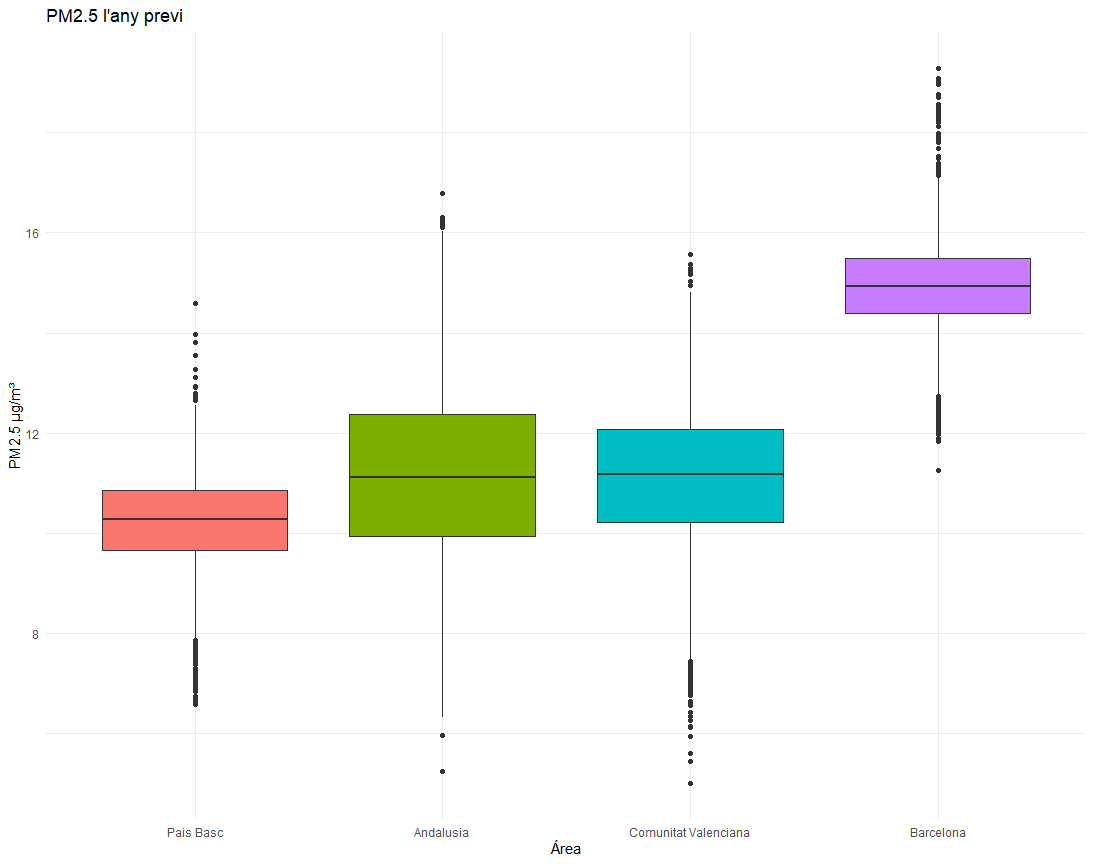 PM2.5 l'any previ
PM2.5 µg/m³
16
12
8
Pais Basc
Andalusia
Comunitat Valenciana
Barcelona
Área